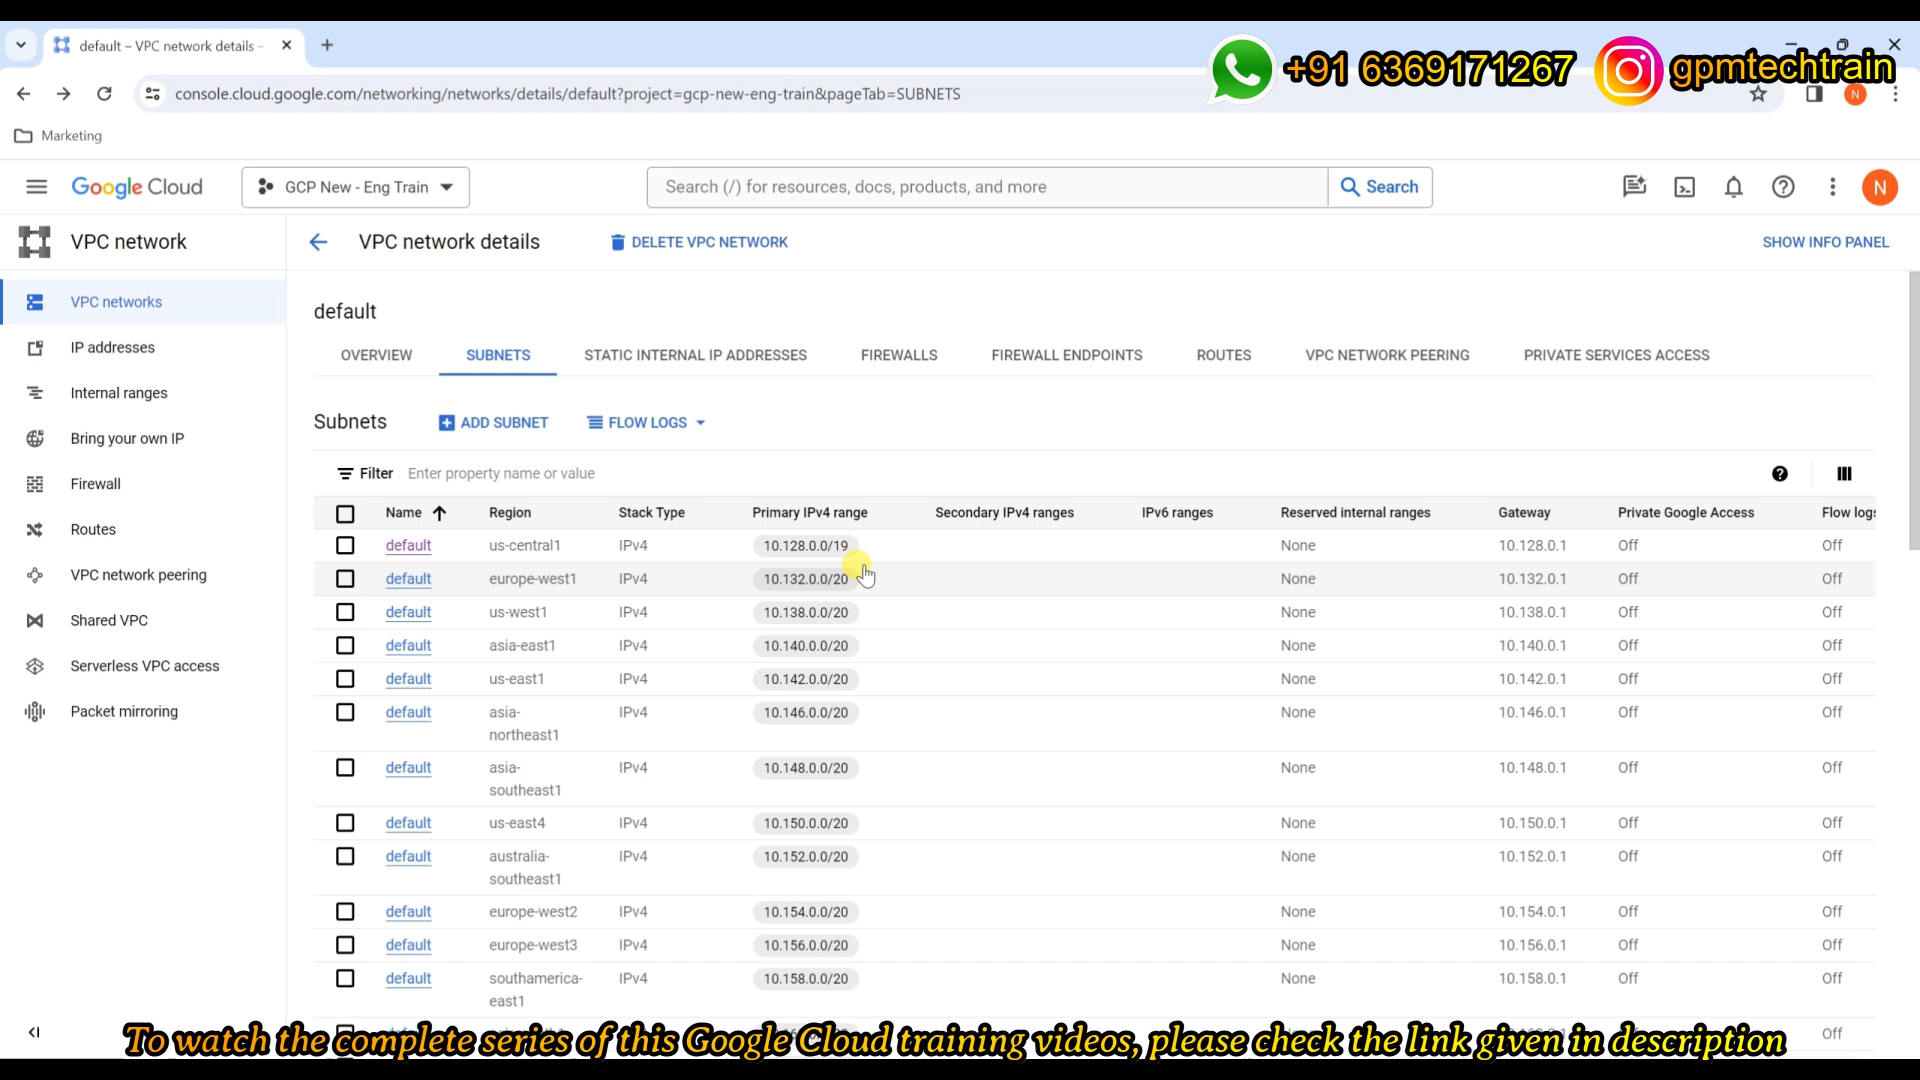 default – VPC network details –
+91 6369171267
gpmtechtrain
console.cloud.google.com/networking/networks/details/default?project=gcp-new-eng-train&pageTab=SUBNETS
N
Marketing
Google Cloud
GCP New - Eng Train
Search (/) for resources, docs, products, and more
Search
N
VPC network
VPC network details
DELETE VPC NETWORK
SHOW INFO PANEL
VPC networks
IP addresses
Internal ranges
Bring your own IP
Firewall
Routes
VPC network peering
Shared VPC
Serverless VPC access
Packet mirroring
default
OVERVIEW SUBNETS STATIC INTERNAL IP ADDRESSES FIREWALLS FIREWALL ENDPOINTS ROUTES VPC NETWORK PEERING PRIVATE SERVICES ACCESS
Subnets ADD SUBNET FLOW LOGS
Filter Enter property name or value
Name Region Stack Type Primary IPv4 range Secondary IPv4 ranges IPv6 ranges Reserved internal ranges Gateway Private Google Access Flow logs
default us-central1 IPv4 10.128.0.0/19 None 10.128.0.1 Off Off
default europe-west1 IPv4 10.132.0.0/20 None 10.132.0.1 Off Off
default us-west1 IPv4 10.138.0.0/20 None 10.138.0.1 Off Off
default asia-east1 IPv4 10.140.0.0/20 None 10.140.0.1 Off Off
default us-east1 IPv4 10.142.0.0/20 None 10.142.0.1 Off Off
default asia- IPv4 10.146.0.0/20 None 10.146.0.1 Off Off
northeast1
default asia- IPv4 10.148.0.0/20 None 10.148.0.1 Off Off
southeast1
default us-east4 IPv4 10.150.0.0/20 None 10.150.0.1 Off Off
default australia- IPv4 10.152.0.0/20 None 10.152.0.1 Off Off
southeast1
default europe-west2 IPv4 10.154.0.0/20 None 10.154.0.1 Off Off
default europe-west3 IPv4 10.156.0.0/20 None 10.156.0.1 Off Off
default southamerica- IPv4 10.158.0.0/20 None 10.158.0.1 Off Off
east1
Off
To watch the complete series of this Google Cloud training videos, please check the link given in description